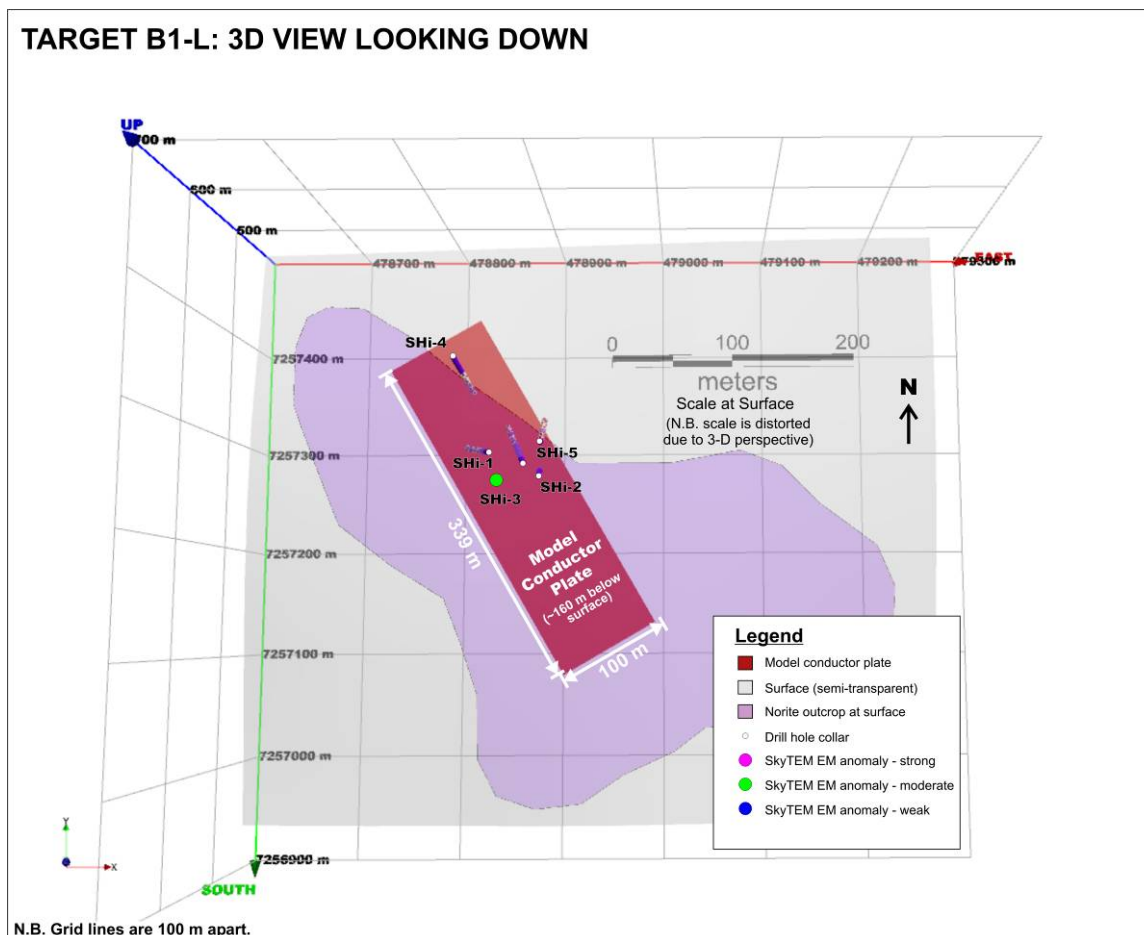 TARGET B1-L: 3D VIEW LOOKING DOWN
UP
700 m
600 m
500 m
478700 m
478800 m
478900 m
479000 m
479100 m
479200 m
479300 m
EAST
SHi-4
7257400 m
0 100 200
meters
Scale at Surface
(N.B. scale is distorted
due to 3-D perspective)
N
7257300 m
SHi-1
SHi-5
SHi-2
SHi-3
339 m
7257200 m
Model
Conductor
Plate
(~160 m below
surface)
100 m
7257100 m
7257000 m
7256900 m
SOUTH
Legend
Model conductor plate
Surface (semi-transparent)
Norite outcrop at surface
Drill hole collar
SkyTEM EM anomaly - strong
SkyTEM EM anomaly - moderate
SkyTEM EM anomaly - weak
Y
X
N.B. Grid lines are 100 m apart.